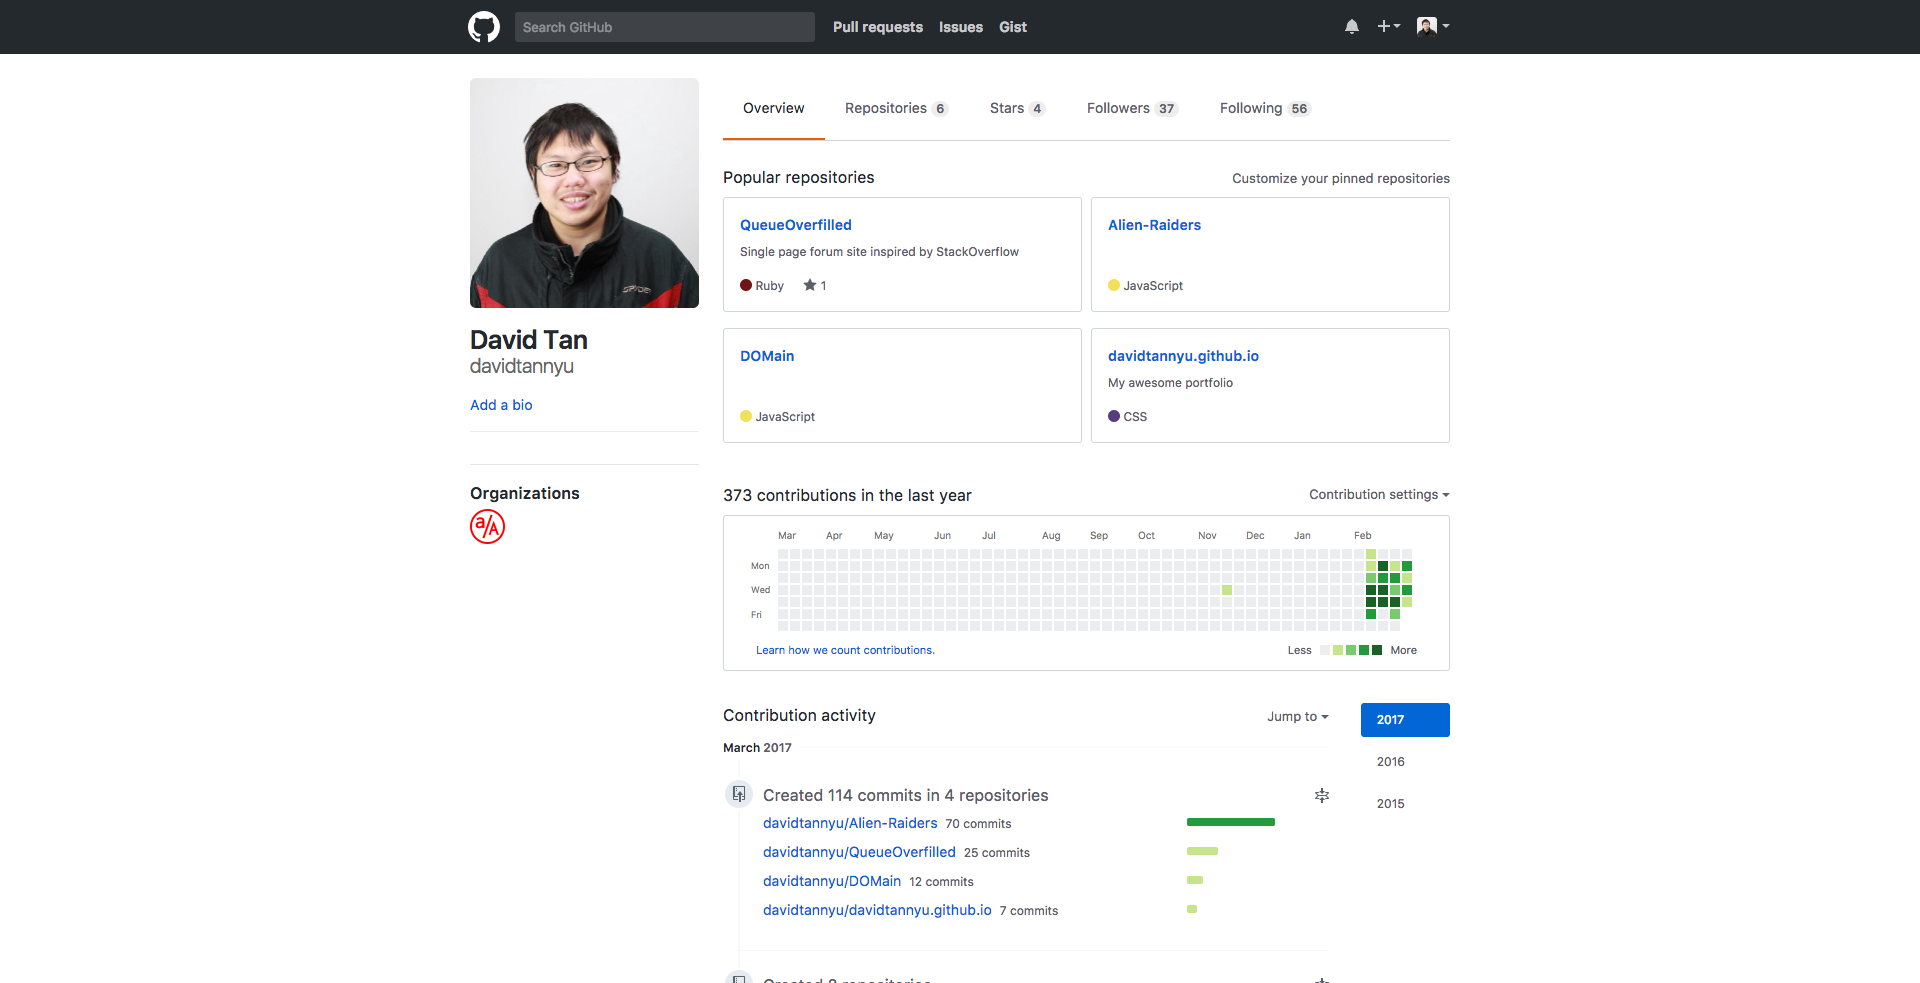 Search GitHub
Pull requests
Issues
Gist
SPYDER
David Tan
davidtannyu
Add a bio
Organizations
a/A
Overview
Repositories 6
Stars 4
Followers 37
Following 56
Popular repositories
Customize your pinned repositories
QueueOverfilled
Single page forum site inspired by StackOverflow
Ruby 1
Alien-Raiders
JavaScript
DOMain
JavaScript
davidtannyu.github.io
My awesome portfolio
CSS
373 contributions in the last year
Contribution settings
Mar Apr May Jun Jul Aug Sep Oct Nov Dec Jan Feb
Mon
Wed
Fri
Learn how we count contributions.
Less More
Contribution activity
Jump to
2017
2016
2015
March 2017
Created 114 commits in 4 repositories
davidtannyu/Alien-Raiders 70 commits
davidtannyu/QueueOverfilled 25 commits
davidtannyu/DOMain 12 commits
davidtannyu/davidtannyu.github.io 7 commits